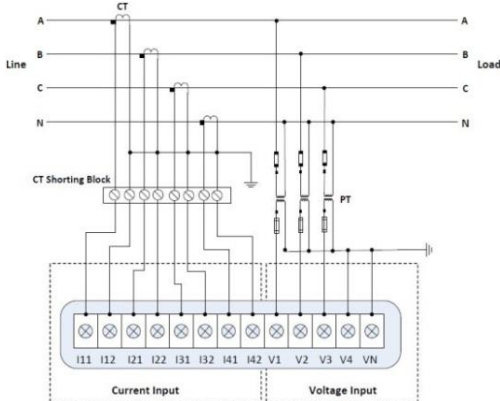 CT
A A
B B
Line Load
C C
N N
CT Shorting Block
PT
I11 I12 I21 I22 I31 I32 I41 I42 V1 V2 V3 V4 VN
Current Input Voltage Input